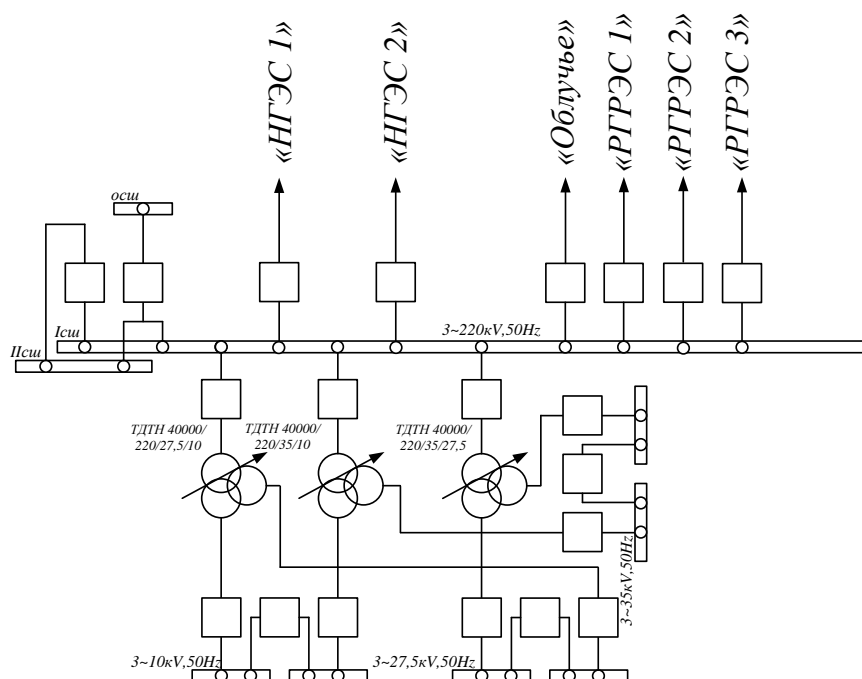 «НГЭС 1»
«НГЭС 2»
«Облучье»
«РГРЭС 1»
«РГРЭС 2»
«РГРЭС 3»
осш
Iсш
3~220кV,50Hz
IIсш
ТДТН 40000/
220/27,5/10
ТДТН 40000/
220/35/10
ТДТН 40000/
220/35/27,5
3~35кV,50Hz
3~10кV,50Hz
3~27,5кV,50Hz